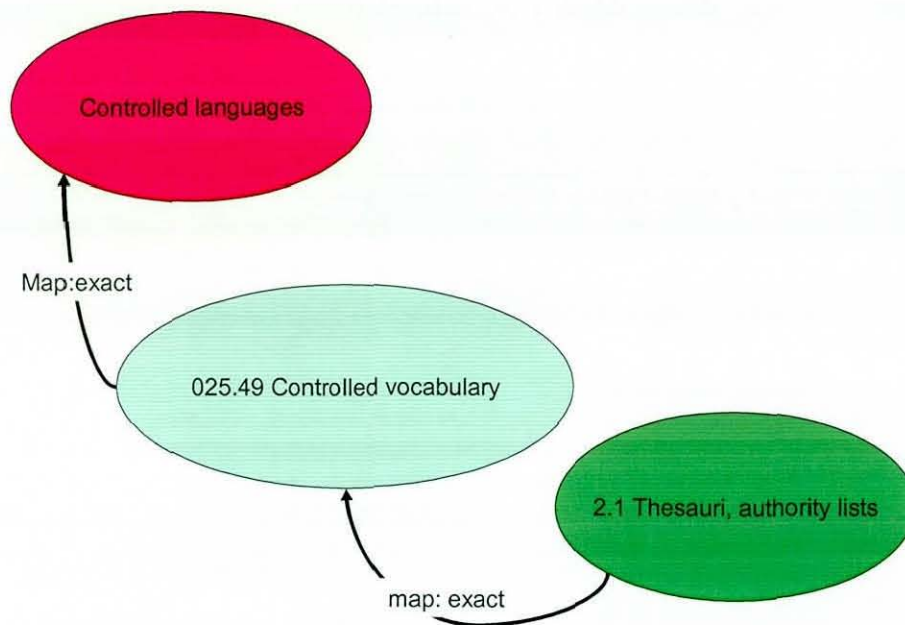 Controlled languages
Map:exact
025.49 Controlled vocabulary
2.1 Thesauri, authority lists
map: exact